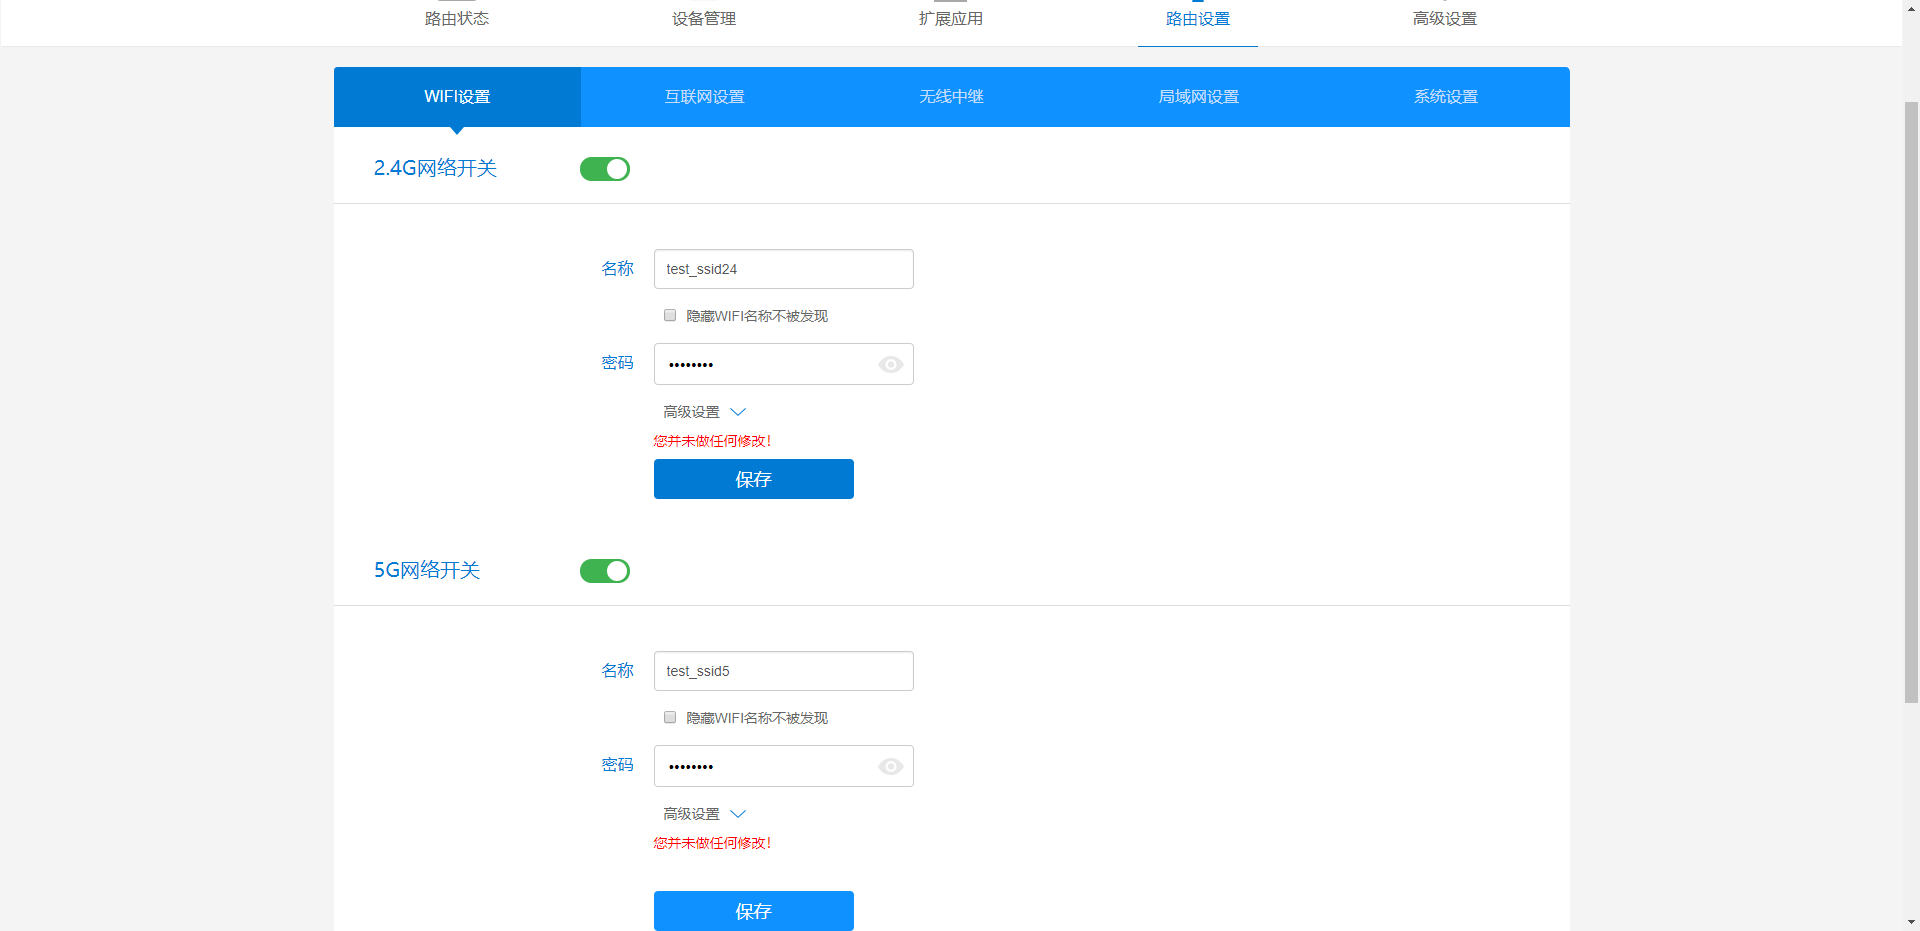 路由状态 设备管理 扩展应用 路由设置 高级设置
WIFI设置 互联网设置 无线中继 局域网设置 系统设置
2.4G网络开关
名称 test_ssid24
隐藏WIFI名称不被发现
密码 ••••••••
高级设置
您并未做任何修改!
保存
5G网络开关
名称 test_ssid5
隐藏WIFI名称不被发现
密码 ••••••••
高级设置
您并未做任何修改!
保存